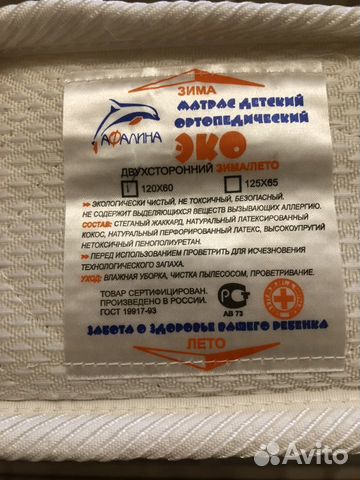 ЗИМА
МАТРАС ДЕТСКИЙ
ОРТОПЕДИЧЕСКИЙ
ЭКО
АФАЛИНА
ДВУХСТОРОННИЙ ЗИМА/ЛЕТО
120X60 125X65
ЭКОЛОГИЧЕСКИ ЧИСТЫЙ, НЕ ТОКСИЧНЫЙ, БЕЗОПАСНЫЙ.
НЕ СОДЕРЖИТ ВЫДЕЛЯЮЩИХСЯ ВЕЩЕСТВ ВЫЗЫВАЮЩИХ АЛЛЕРГИЮ.
СОСТАВ: СТЕГАНЫЙ ЖАККАРД, НАТУРАЛЬНЫЙ ЛАТЕКСИРОВАННЫЙ
КОКОС, НАТУРАЛЬНЫЙ ПЕРФОРИРОВАННЫЙ ЛАТЕКС, ВЫСОКОУПРУГИЙ
НЕТОКСИЧНЫЙ ПЕНОПОЛИУРЕТАН.
ПЕРЕД ИСПОЛЬЗОВАНИЕМ ПРОВЕТРИТЬ ДО ИСЧЕЗНОВЕНИЯ
ТЕХНОЛОГИЧЕСКОГО ЗАПАХА.
УХОД: ВЛАЖНАЯ УБОРКА, ЧИСТКА ПЫЛЕСОСОМ, ПРОВЕТРИВАНИЕ.
ТОВАР СЕРТИФИЦИРОВАН.
ПРОИЗВЕДЕНО В РОССИИ.
ГОСТ 19917-93
АВ 73
ЗАБОТА О ЗДОРОВЬЕ ВАШЕГО РЕБЕНКА
ЛЕТО
Avito